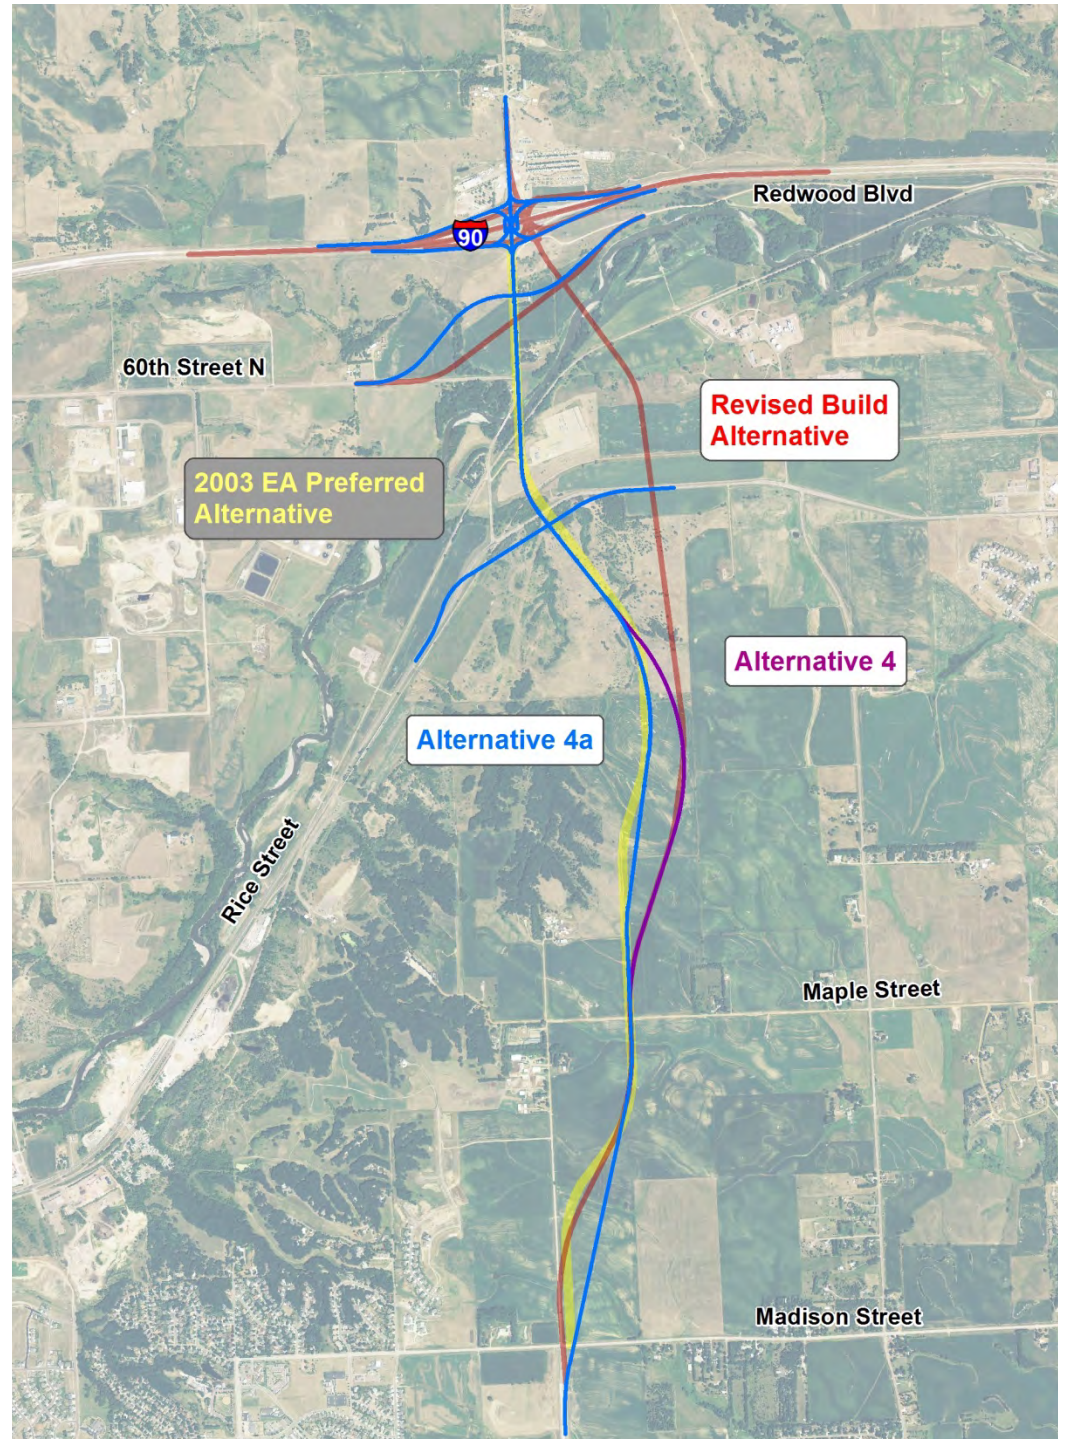 Redwood Blvd
90
60th Street N
Revised Build
Alternative
2003 EA Preferred
Alternative
Alternative 4
Alternative 4a
Rice Street
Maple Street
Madison Street